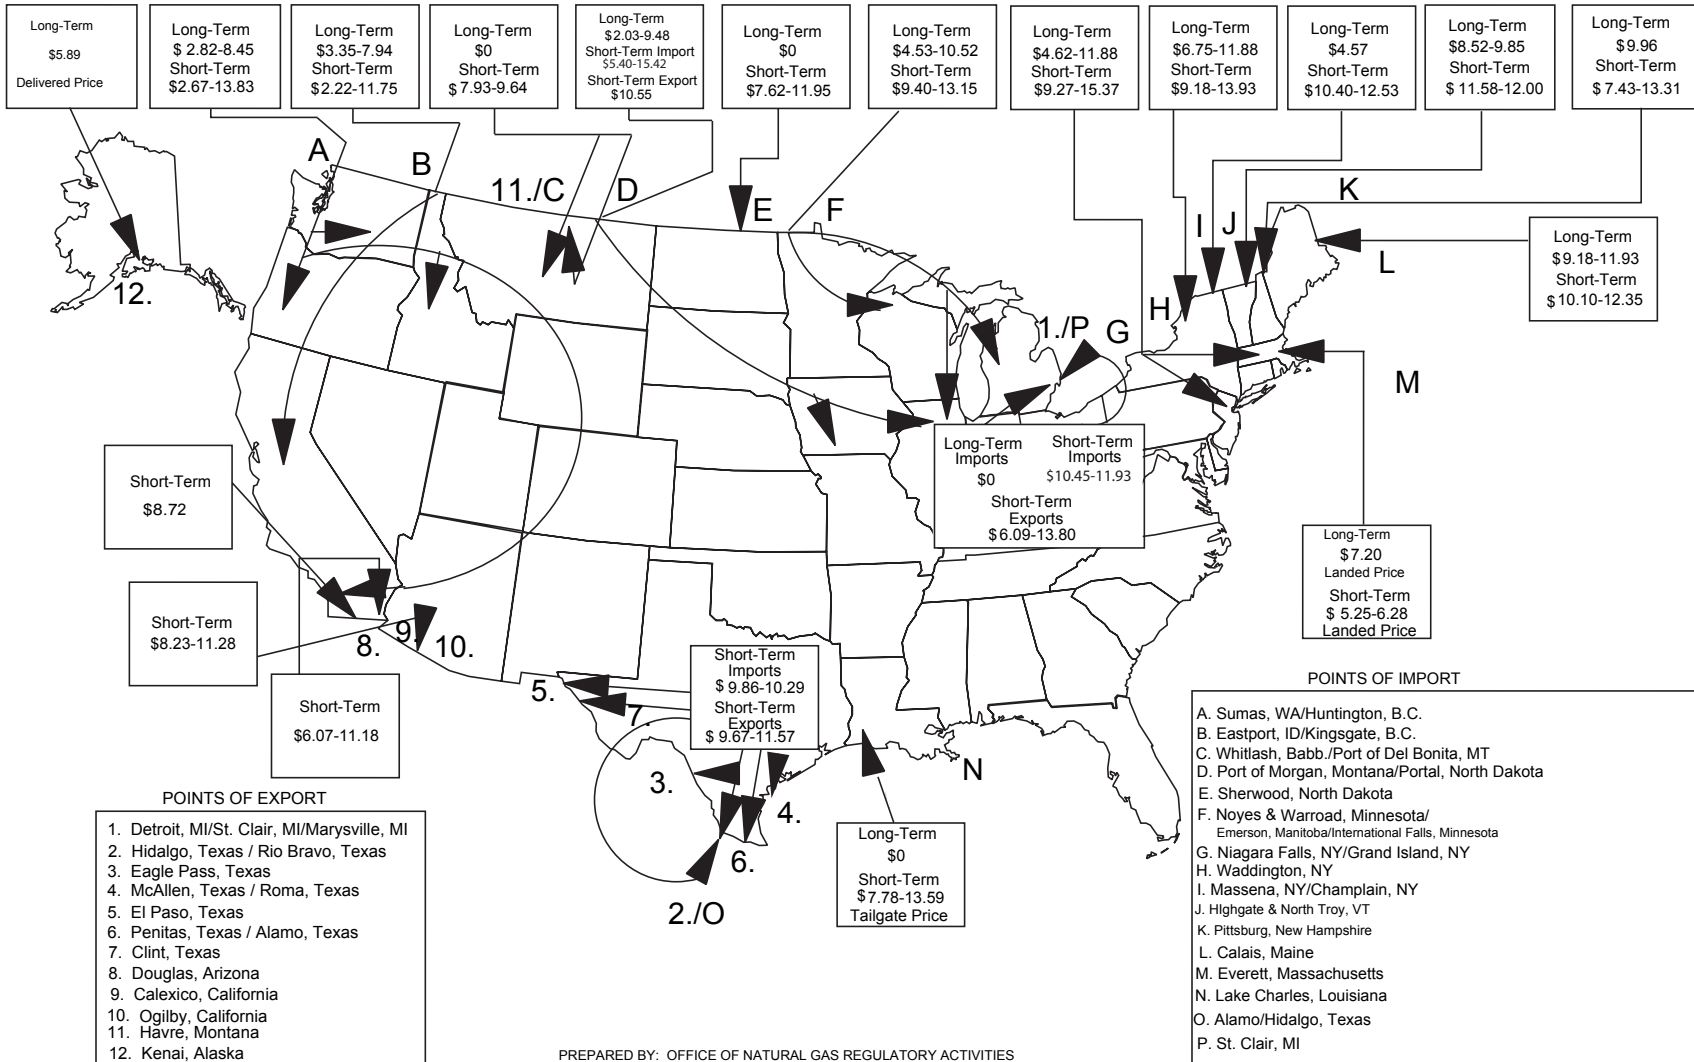 Long-Term
$5.89
Delivered Price
Long-Term
$ 2.82-8.45
Short-Term
$2.67-13.83
Long-Term
$3.35-7.94
Short-Term
$2.22-11.75
Long-Term
$0
Short-Term
$ 7.93-9.64
Long-Term
$2.03-9.48
Short-Term Import
$5.40-15.42
Short-Term Export
$10.55
Long-Term
$0
Short-Term
$7.62-11.95
Long-Term
$4.53-10.52
Short-Term
$9.40-13.15
Long-Term
$4.62-11.88
Short-Term
$9.27-15.37
Long-Term
$6.75-11.88
Short-Term
$9.18-13.93
Long-Term
$4.57
Short-Term
$10.40-12.53
Long-Term
$8.52-9.85
Short-Term
$ 11.58-12.00
Long-Term
$9.96
Short-Term
$ 7.43-13.31
A
B
11./C
D
E
F
1./P
G
H
I
J
K
L
Long-Term
$9.18-11.93
Short-Term
$ 10.10-12.35
12.
M
Long-Term
Imports
$0
Short-Term
Imports
$10.45-11.93
Short-Term
Exports
$6.09-13.80
Short-Term
$8.72
Long-Term
$7.20
Landed Price
Short-Term
$ 5.25-6.28
Landed Price
Short-Term
$8.23-11.28
8.
9.
10.
Short-Term
Imports
$ 9.86-10.29
Short-Term
Exports
$ 9.67-11.57
5.
7.
Short-Term
$6.07-11.18
3.
4.
6.
2./O
N
Long-Term
$0
Short-Term
$7.78-13.59
Tailgate Price
POINTS OF EXPORT
1. Detroit, MI/St. Clair, MI/Marysville, MI
2. Hidalgo, Texas / Rio Bravo, Texas
3. Eagle Pass, Texas
4. McAllen, Texas / Roma, Texas
5. El Paso, Texas
6. Penitas, Texas / Alamo, Texas
7. Clint, Texas
8. Douglas, Arizona
9. Calexico, California
10. Ogilby, California
11. Havre, Montana
12. Kenai, Alaska
POINTS OF IMPORT
A. Sumas, WA/Huntington, B.C.
B. Eastport, ID/Kingsgate, B.C.
C. Whitlash, Babb./Port of Del Bonita, MT
D. Port of Morgan, Montana/Portal, North Dakota
E. Sherwood, North Dakota
F. Noyes & Warroad, Minnesota/
Emerson, Manitoba/International Falls, Minnesota
G. Niagara Falls, NY/Grand Island, NY
H. Waddington, NY
I. Massena, NY/Champlain, NY
J. HIghgate & North Troy, VT
K. Pittsburg, New Hampshire
L. Calais, Maine
M. Everett, Massachusetts
N. Lake Charles, Louisiana
O. Alamo/Hidalgo, Texas
P. St. Clair, MI
PREPARED BY: OFFICE OF NATURAL GAS REGULATORY ACTIVITIES